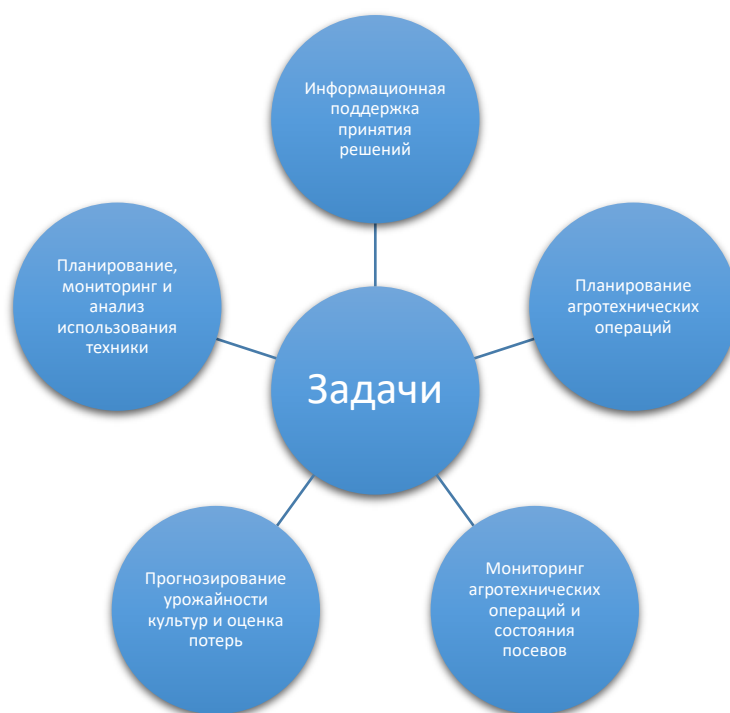 Информационная
поддержка
принятия
решений
Планирование,
мониторинг и
анализ
использования
техники
Планирование
агротехнических
операций
Задачи
Прогнозирование
урожайности
культур и оценка
потерь
Мониторинг
агротехнических
операций и
состояния
посевов